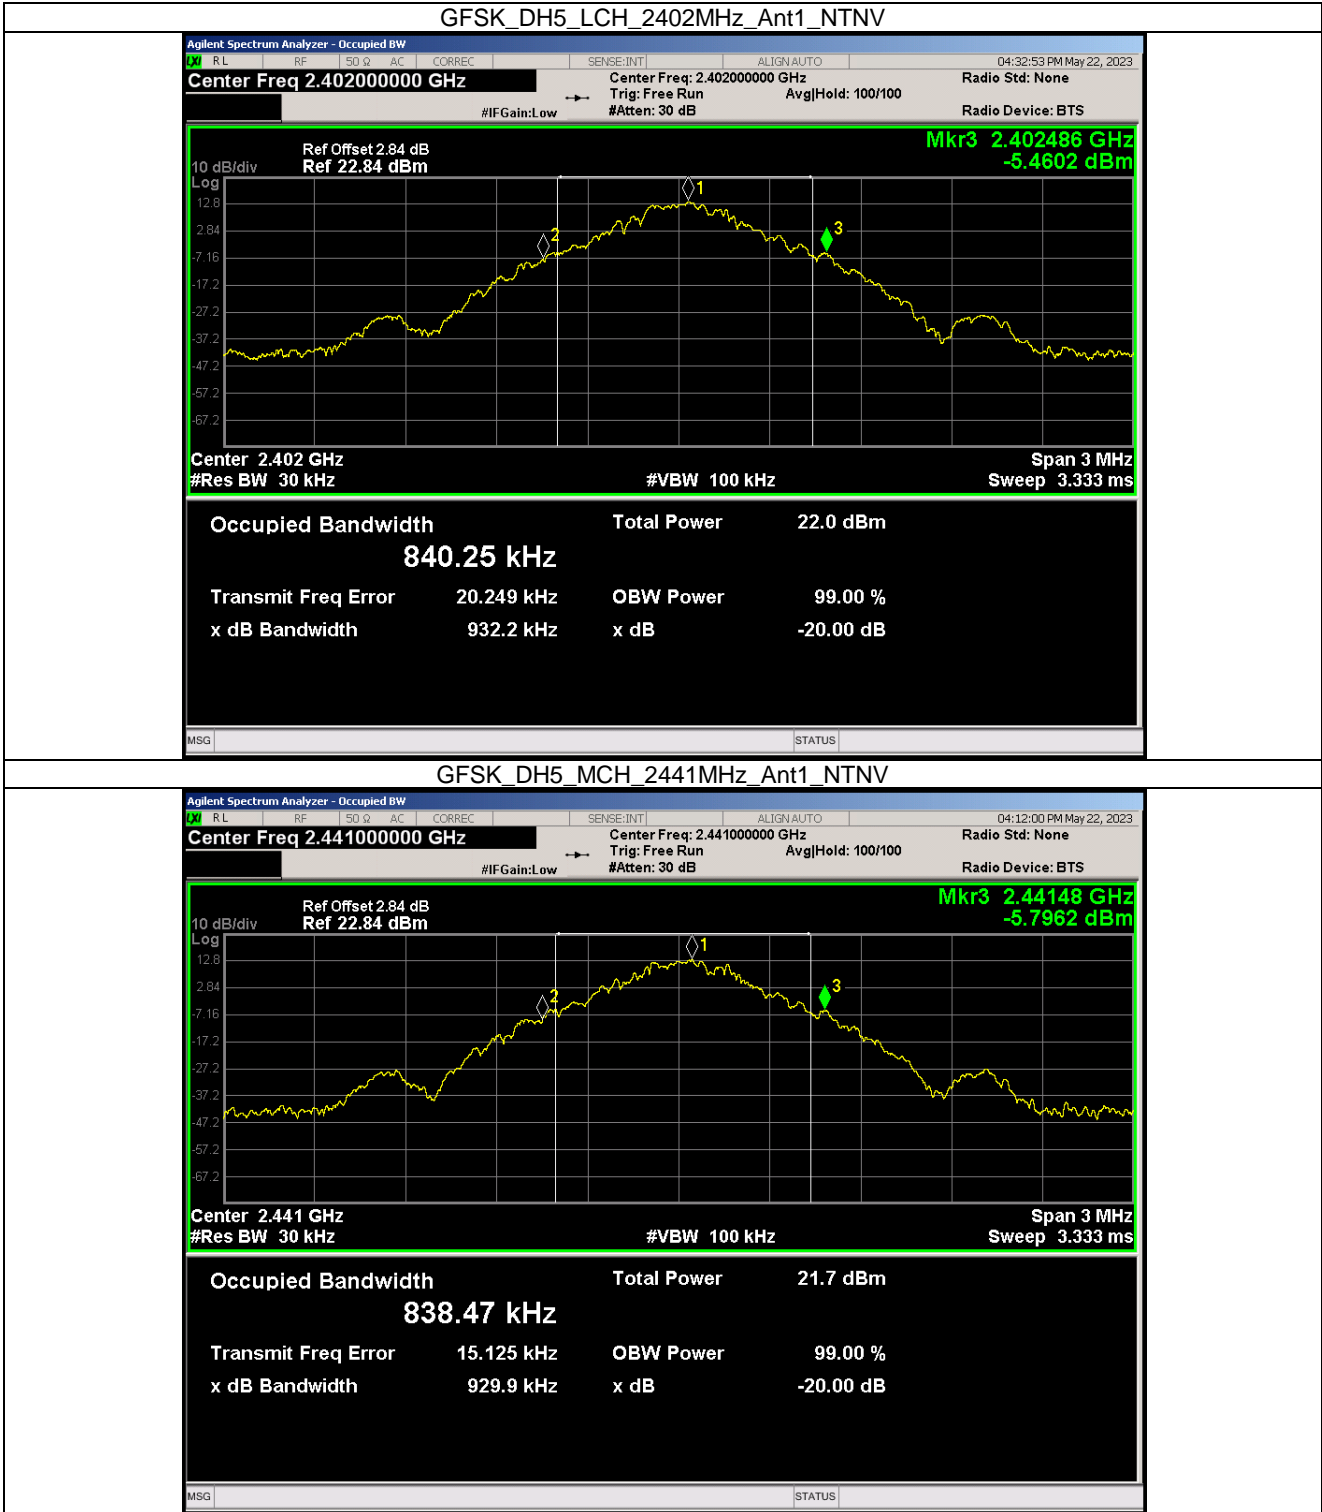 GFSK_DH5_LCH_2402MHz_Ant1_NTNV
Agilent Spectrum Analyzer - Occupied BW
LXI RL RF 50 Ω AC CORREC SENSE:INT ALIGN AUTO 04:32:53 PM May 22, 2023
Center Freq 2.402000000 GHz Center Freq: 2.402000000 GHz Radio Std: None
Trig: Free Run Avg|Hold: 100/100
#IFGain:Low #Atten: 30 dB Radio Device: BTS
Mkr3 2.402486 GHz
Ref Offset 2.84 dB
10 dB/div Ref 22.84 dBm -5.4602 dBm
Log
1
12.8
2.84
2
3
-7.16
-17.2
-27.2
-37.2
-47.2
-57.2
-67.2
Center 2.402 GHz Span 3 MHz
#Res BW 30 kHz #VBW 100 kHz Sweep 3.333 ms
Occupied Bandwidth Total Power 22.0 dBm
840.25 kHz
Transmit Freq Error 20.249 kHz OBW Power 99.00 %
x dB Bandwidth 932.2 kHz x dB -20.00 dB
MSG STATUS
GFSK_DH5_MCH_2441MHz_Ant1_NTNV
Agilent Spectrum Analyzer - Occupied BW
LXI RL RF 50 Ω AC CORREC SENSE:INT ALIGN AUTO 04:12:00 PM May 22, 2023
Center Freq 2.441000000 GHz Center Freq: 2.441000000 GHz Radio Std: None
Trig: Free Run Avg|Hold: 100/100
#IFGain:Low #Atten: 30 dB Radio Device: BTS
Mkr3 2.44148 GHz
Ref Offset 2.84 dB
10 dB/div Ref 22.84 dBm -5.7962 dBm
Log
1
12.8
2.84
2
3
-7.16
-17.2
-27.2
-37.2
-47.2
-57.2
-67.2
Center 2.441 GHz Span 3 MHz
#Res BW 30 kHz #VBW 100 kHz Sweep 3.333 ms
Occupied Bandwidth Total Power 21.7 dBm
838.47 kHz
Transmit Freq Error 15.125 kHz OBW Power 99.00 %
x dB Bandwidth 929.9 kHz x dB -20.00 dB
MSG STATUS